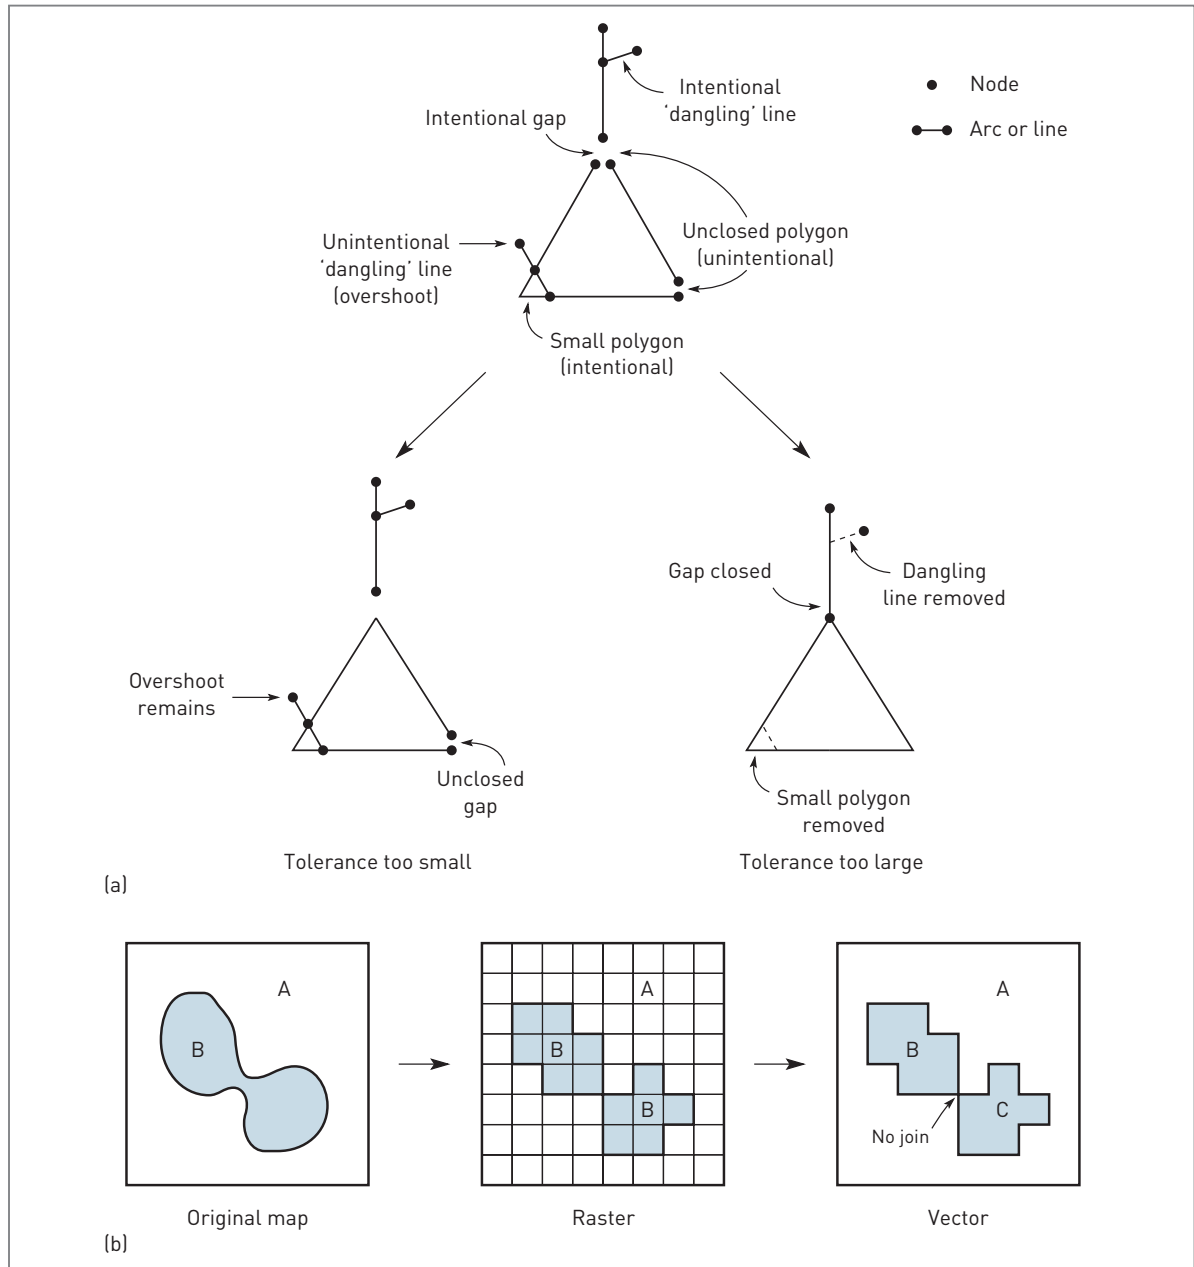 Intentional
‘dangling’ line
Node
Arc or line
Intentional gap
Unintentional
‘dangling’ line
(overshoot)
Unclosed polygon
(unintentional)
Small polygon
(intentional)
Overshoot
remains
Unclosed
gap
Gap closed
Dangling
line removed
Small polygon
removed
Tolerance too small
Tolerance too large
(a)
A
B
A
B
B
A
B
C
No join
Original map
Raster
Vector
(b)